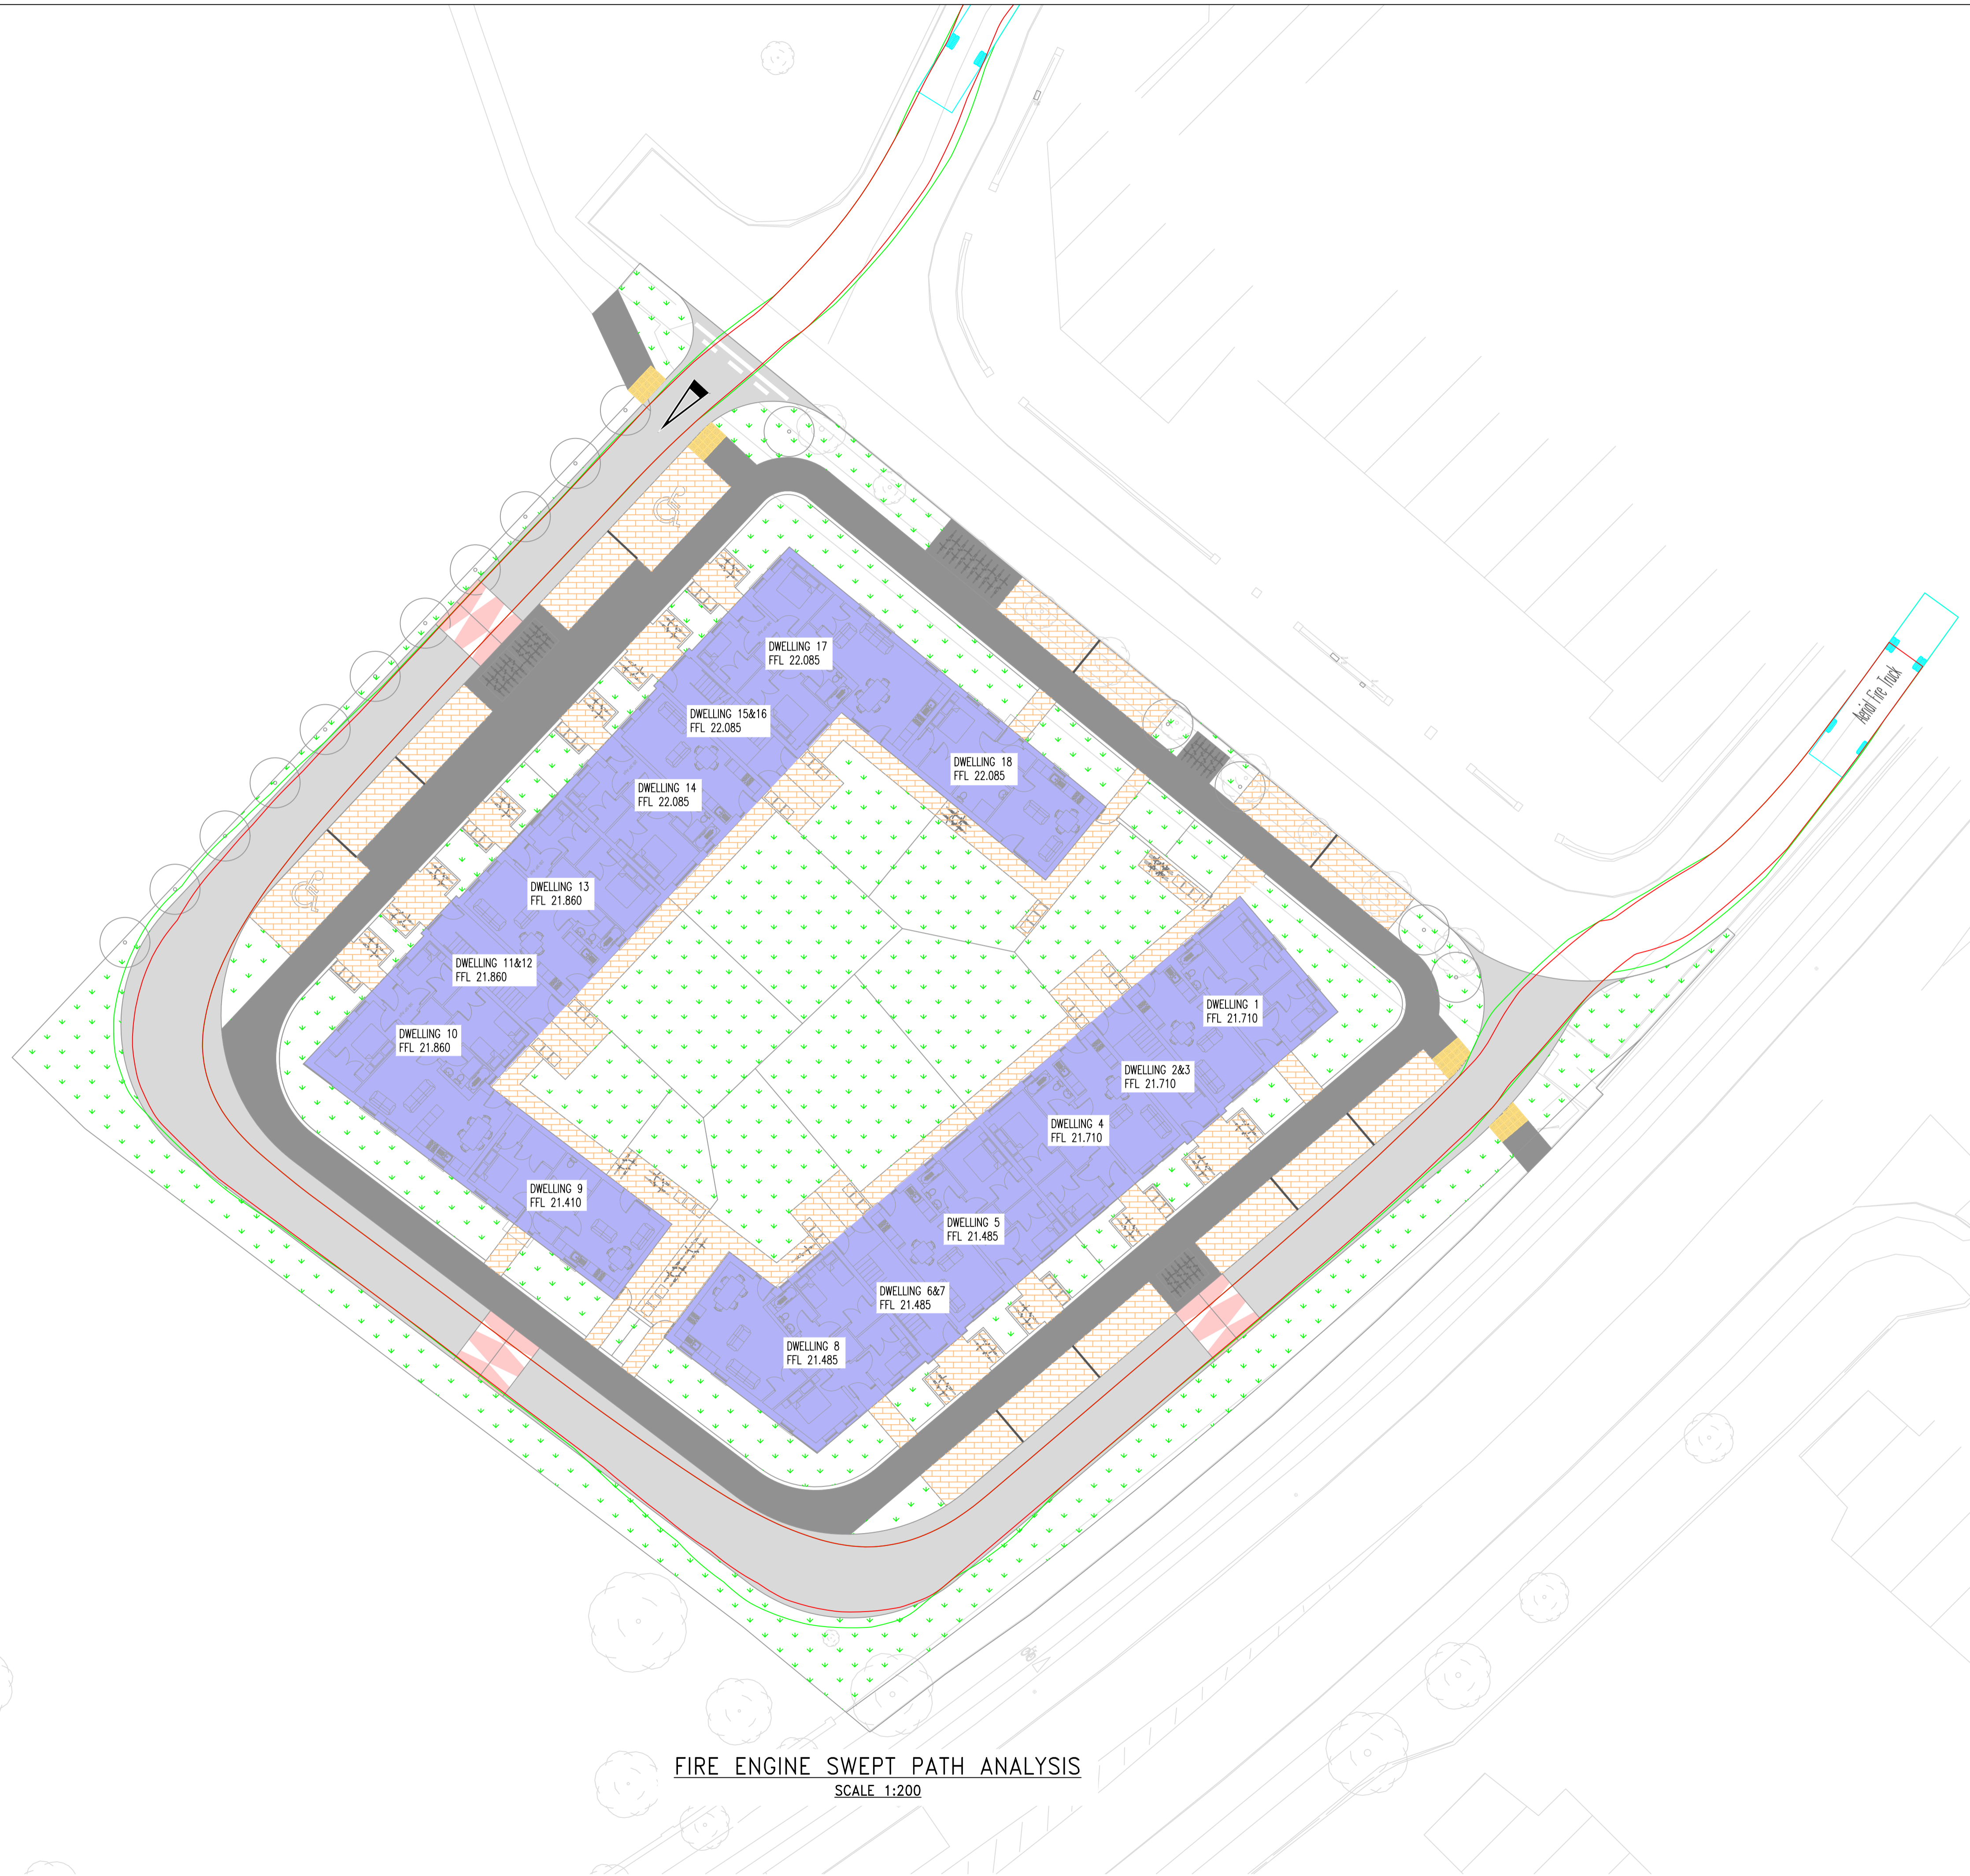 DWELLING 17
FFL 22.085
DWELLING 15&16
FFL 22.085
DWELLING 14
FFL 22.085
DWELLING 18
FFL 22.085
Aerial Fire Truck
DWELLING 13
FFL 21.860
DWELLING 11&12
FFL 21.860
DWELLING 10
FFL 21.860
DWELLING 1
FFL 21.710
DWELLING 2&3
FFL 21.710
DWELLING 4
FFL 21.710
DWELLING 9
FFL 21.410
DWELLING 5
FFL 21.485
DWELLING 6&7
FFL 21.485
DWELLING 8
FFL 21.485
FIRE ENGINE SWEPT PATH ANALYSIS
SCALE 1:200